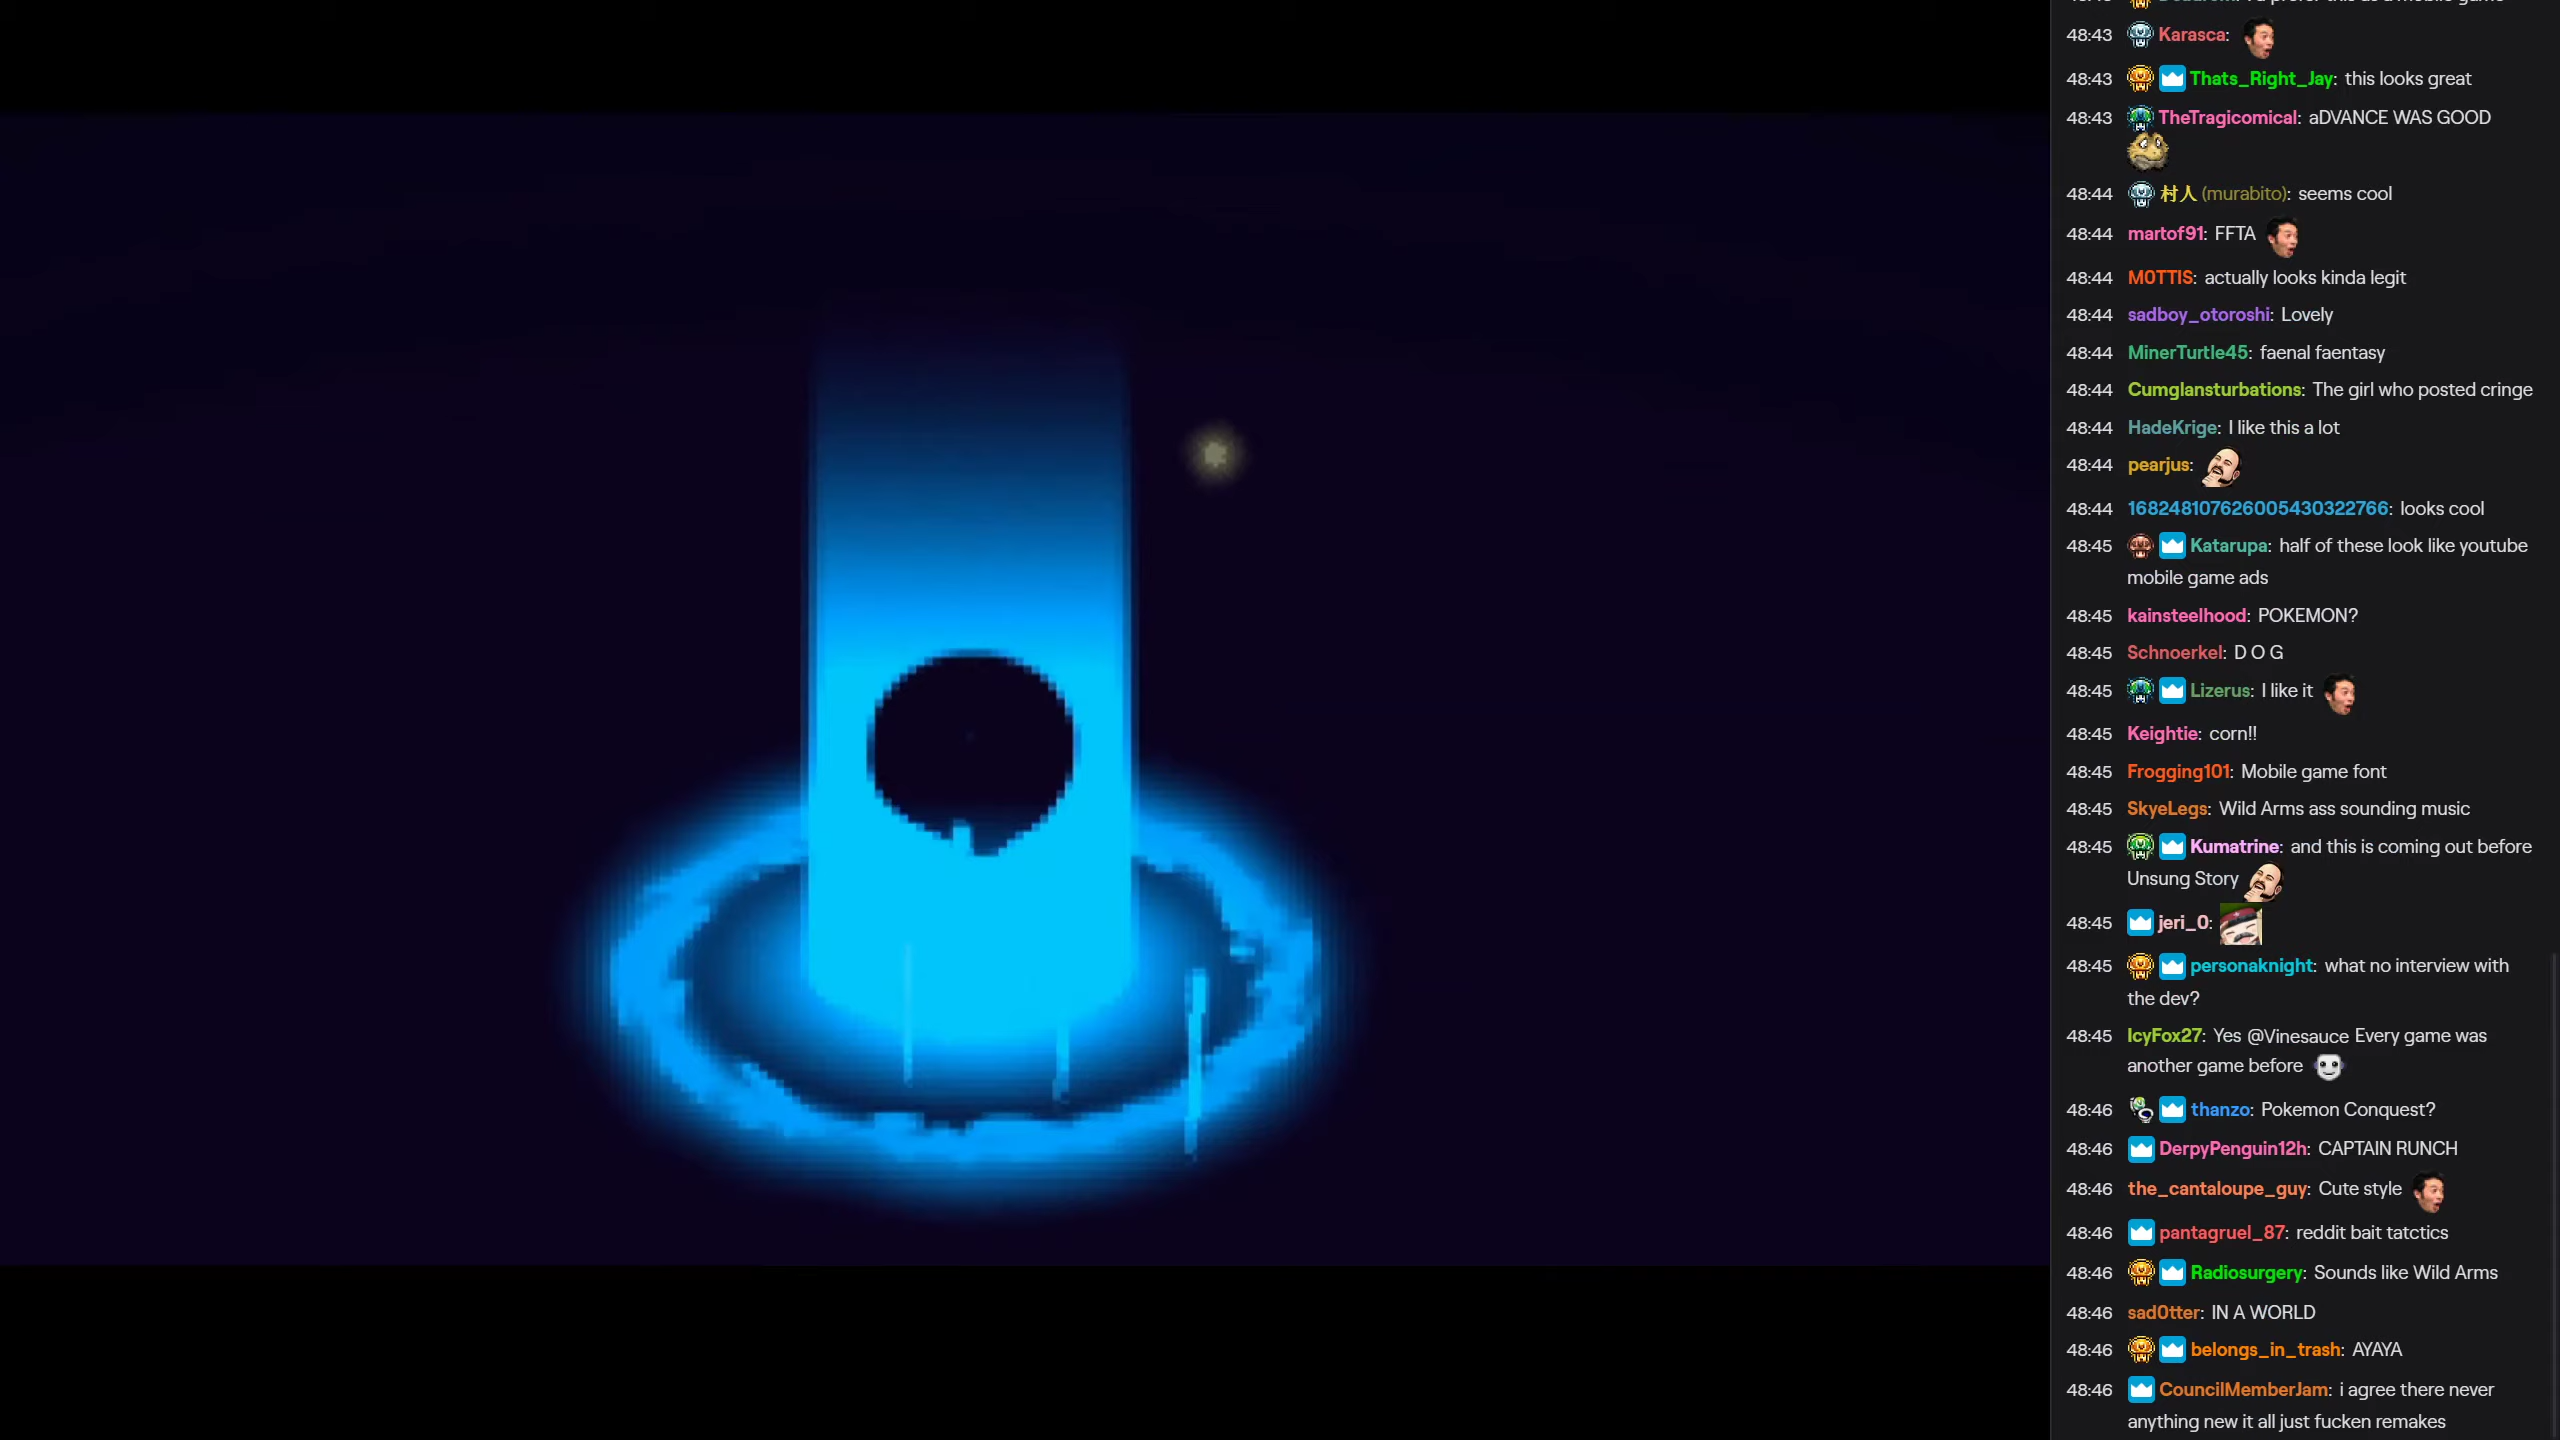 48:43 Karasca:
48:43 Thats_Right_Jay: this looks great
48:43 TheTragicomical: aDVANCE WAS GOOD
48:44 村人 (murabito): seems cool
48:44 martof91: FFTA
48:44 M0TTIS: actually looks kinda legit
48:44 sadboy_otoroshi: Lovely
48:44 MinerTurtle45: faenal faentasy
48:44 Cumglansturbations: The girl who posted cringe
48:44 HadeKrige: I like this a lot
48:44 pearjus:
48:44 168248107626005430322766: looks cool
48:45 Katarupa: half of these look like youtube
mobile game ads
48:45 kainsteelhood: POKEMON?
48:45 Schnoerkel: D O G
48:45 Lizerus: I like it
48:45 Keightie: corn!!
48:45 Frogging101: Mobile game font
48:45 SkyeLegs: Wild Arms ass sounding music
48:45 Kumatrine: and this is coming out before
Unsung Story
48:45 jeri_0:
48:45 personaknight: what no interview with
the dev?
48:45 IcyFox27: Yes @Vinesauce Every game was
another game before
48:46 thanzo: Pokemon Conquest?
48:46 DerpyPenguin12h: CAPTAIN RUNCH
48:46 the_cantaloupe_guy: Cute style
48:46 pantagruel_87: reddit bait tatctics
48:46 Radiosurgery: Sounds like Wild Arms
48:46 sad0tter: IN A WORLD
48:46 belongs_in_trash: AYAYA
48:46 CouncilMemberJam: i agree there never
anything new it all just fucken remakes